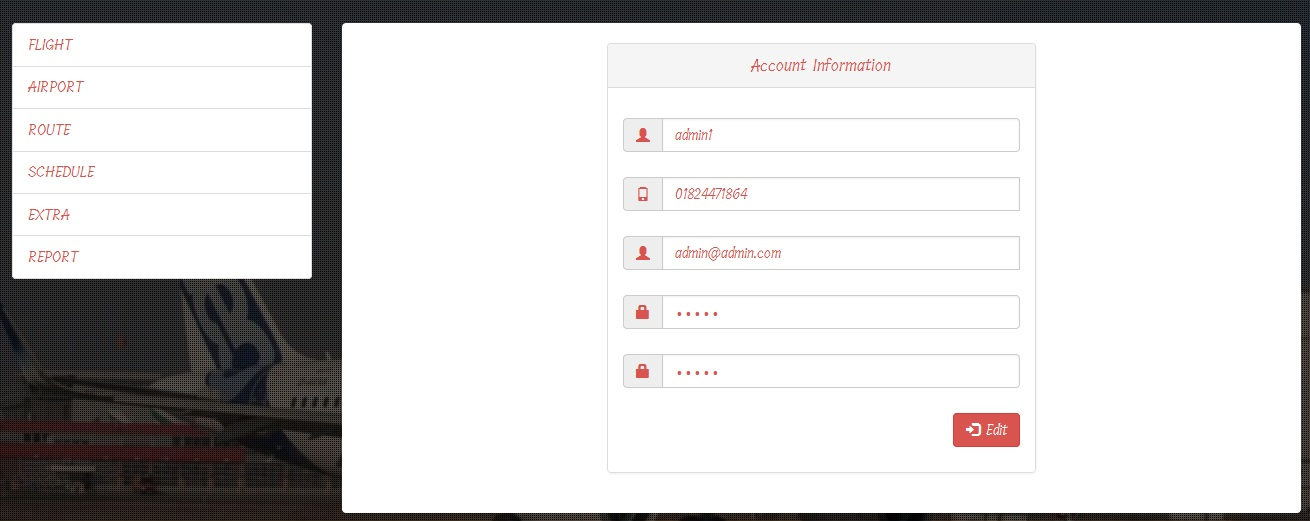 FLIGHT
AIRPORT
ROUTE
SCHEDULE
EXTRA
REPORT
Account Information
admin1
01824471864
admin@admin.com
•••••
•••••
Edit